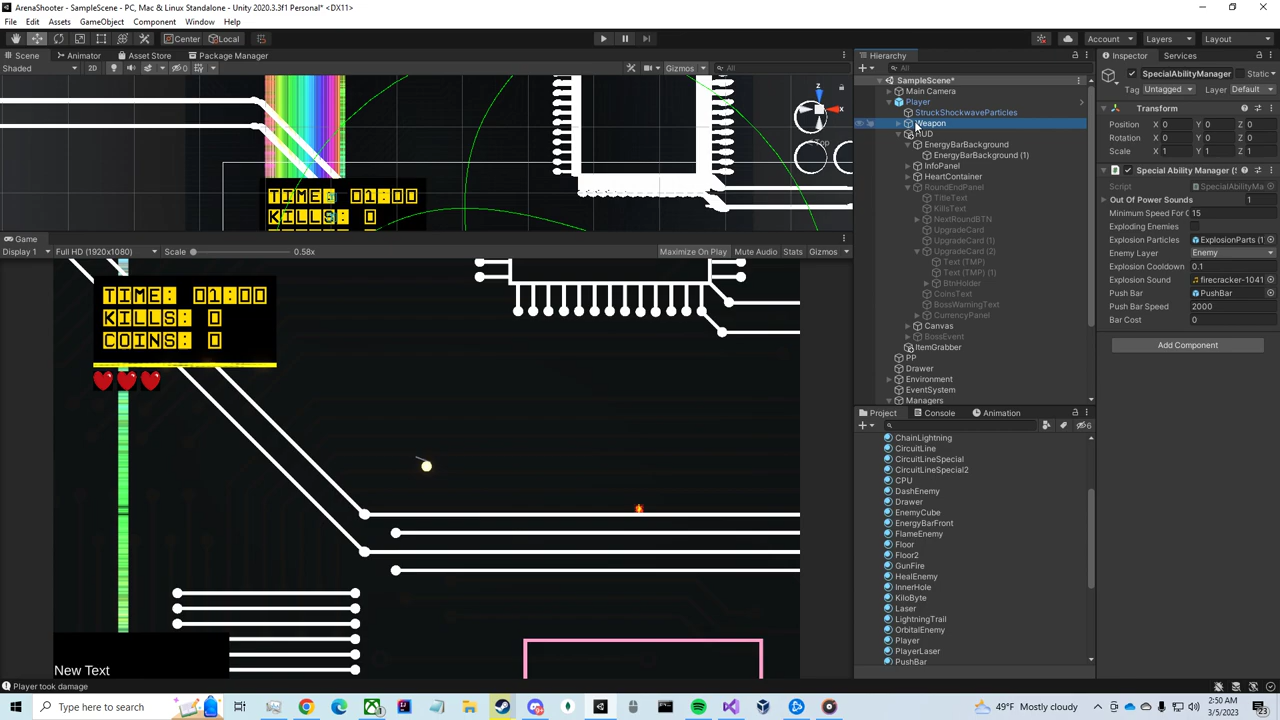 ArenaShooter - SampleScene - PC, Mac & Linux Standalone - Unity 2020.3.3f1 Personal* <DX11>
File Edit Assets GameObject Component Window Help
Center Local Account Layers Layout
Scene Animator Asset Store Package Manager
Shaded 2D Gizmos All
Top
TIME: 01:00
KILLS: 0
Game
Display 1 Full HD (1920x1080) Scale 0.58x Maximize On Play Mute Audio Stats Gizmos
TIME: 01:00
KILLS: 0
COINS: 0
New Text
Hierarchy
All
SampleScene*
Main Camera
Player
StruckShockwaveParticles
Weapon
HUD
EnergyBarBackground
EnergyBarBackground (1)
InfoPanel
HeartContainer
RoundEndPanel
TitleText
KillsText
NextRoundBTN
UpgradeCard
UpgradeCard (1)
UpgradeCard (2)
Text (TMP)
Text (TMP) (1)
BtnHolder
CoinsText
BossWarningText
CurrencyPanel
Canvas
BossEvent
ItemGrabber
PP
Drawer
Environment
EventSystem
Managers
Project Console Animation
6
ChainLightning
CircuitLine
CircuitLineSpecial
CircuitLineSpecial2
CPU
DashEnemy
Drawer
EnemyCube
EnergyBarFront
FlameEnemy
Floor
Floor2
GunFire
HealEnemy
InnerHole
KiloByte
Laser
LightningTrail
OrbitalEnemy
Player
PlayerLaser
PushBar
Inspector Services
SpecialAbilityManager Static
Tag Untagged Layer Default
Transform
Position X 0 Y 0 Z 0
Rotation X 0 Y 0 Z 0
Scale X 1 Y 1 Z 1
Special Ability Manager (S
Script SpecialAbilityMa
Out Of Power Sounds 1
Minimum Speed For C 15
Exploding Enemies
Explosion Particles ExplosionParts (T
Enemy Layer Enemy
Explosion Cooldown 0.1
Explosion Sound firecracker-1041
Push Bar PushBar
Push Bar Speed 2000
Bar Cost 0
Add Component
Player took damage
Type here to search
49°F Mostly cloudy
2:50 AM
3/5/2023